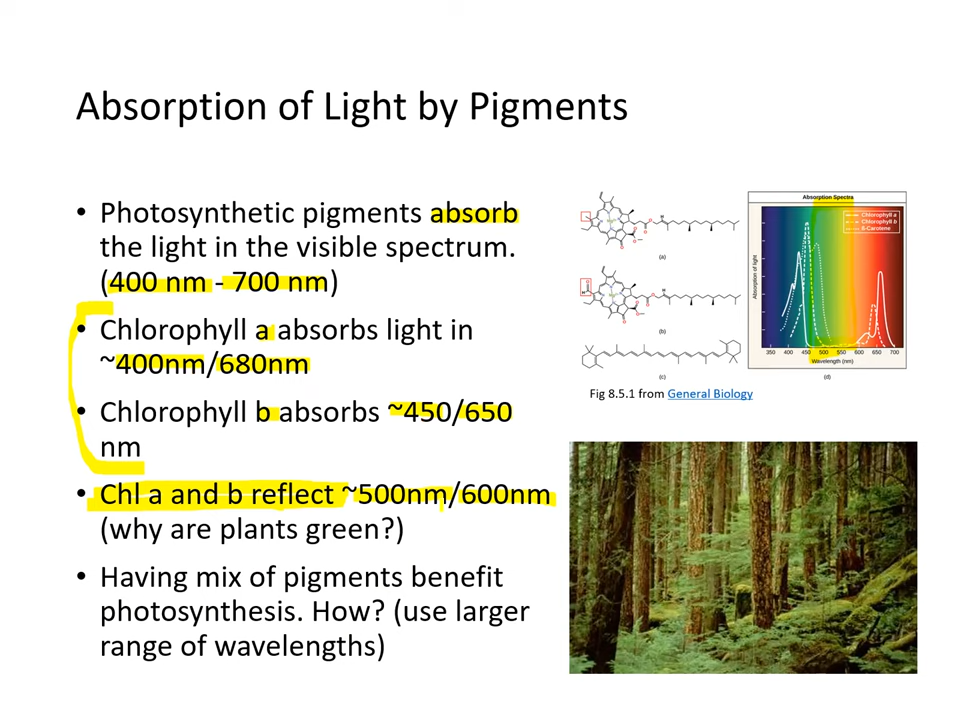 Absorption of Light by Pigments
• Photosynthetic pigments absorb
the light in the visible spectrum.
(400 nm - 700 nm)
• Chlorophyll a absorbs light in
~400nm/680nm
• Chlorophyll b absorbs ~450/650
nm
• Chl a and b reflect ~500nm/600nm
(why are plants green?)
• Having mix of pigments benefit
photosynthesis. How? (use larger
range of wavelengths)
(a)
(b)
(c)
Absorption Spectra
Chlorophyll a
Chlorophyll b
ß-Carotene
Absorption of light
350 400 450 500 550 600 650 700
Wavelength (nm)
(d)
Fig 8.5.1 from General Biology